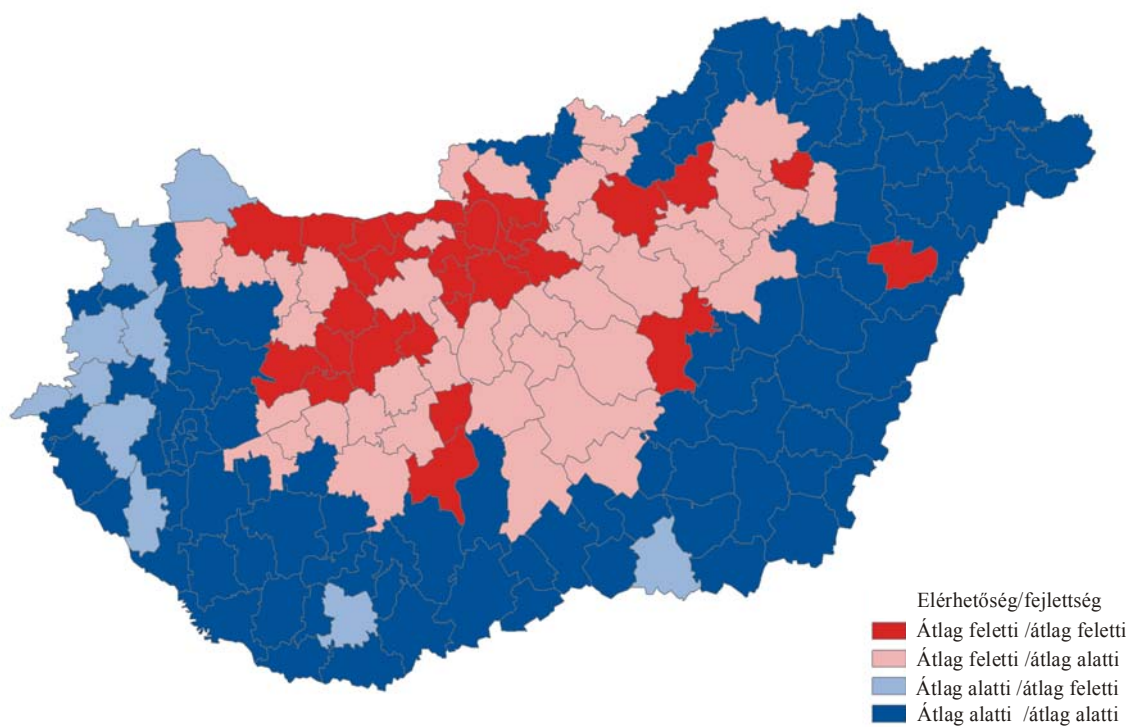 Elérhetőség/fejlettség
Átlag feletti /átlag feletti
Átlag feletti /átlag alatti
Átlag alatti /átlag feletti
Átlag alatti /átlag alatti